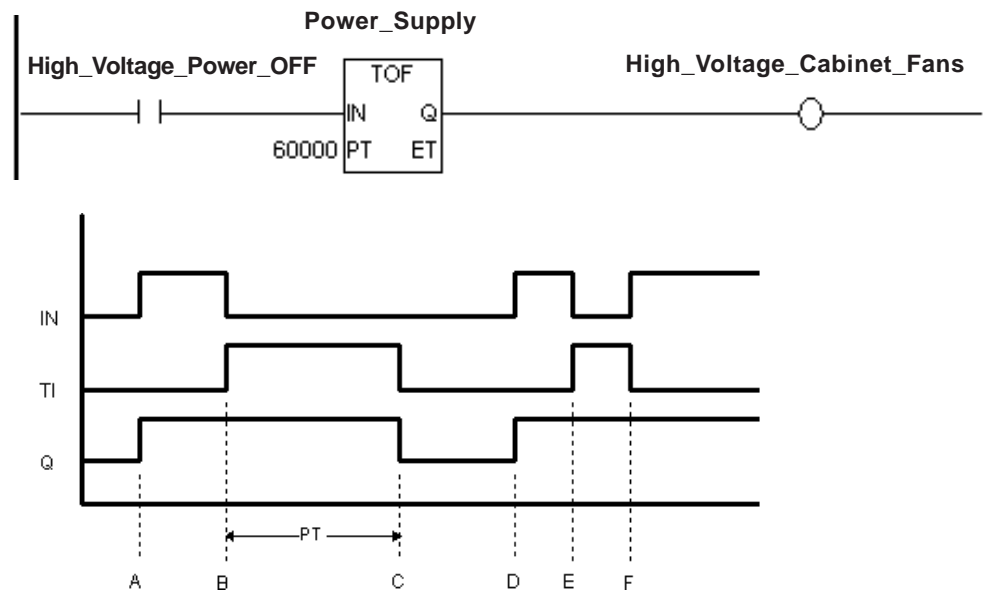 Power_Supply
High_Voltage_Power_OFF
TOF
High_Voltage_Cabinet_Fans
IN Q
60000 PT ET
IN
TI
Q
PT
A B C D E F